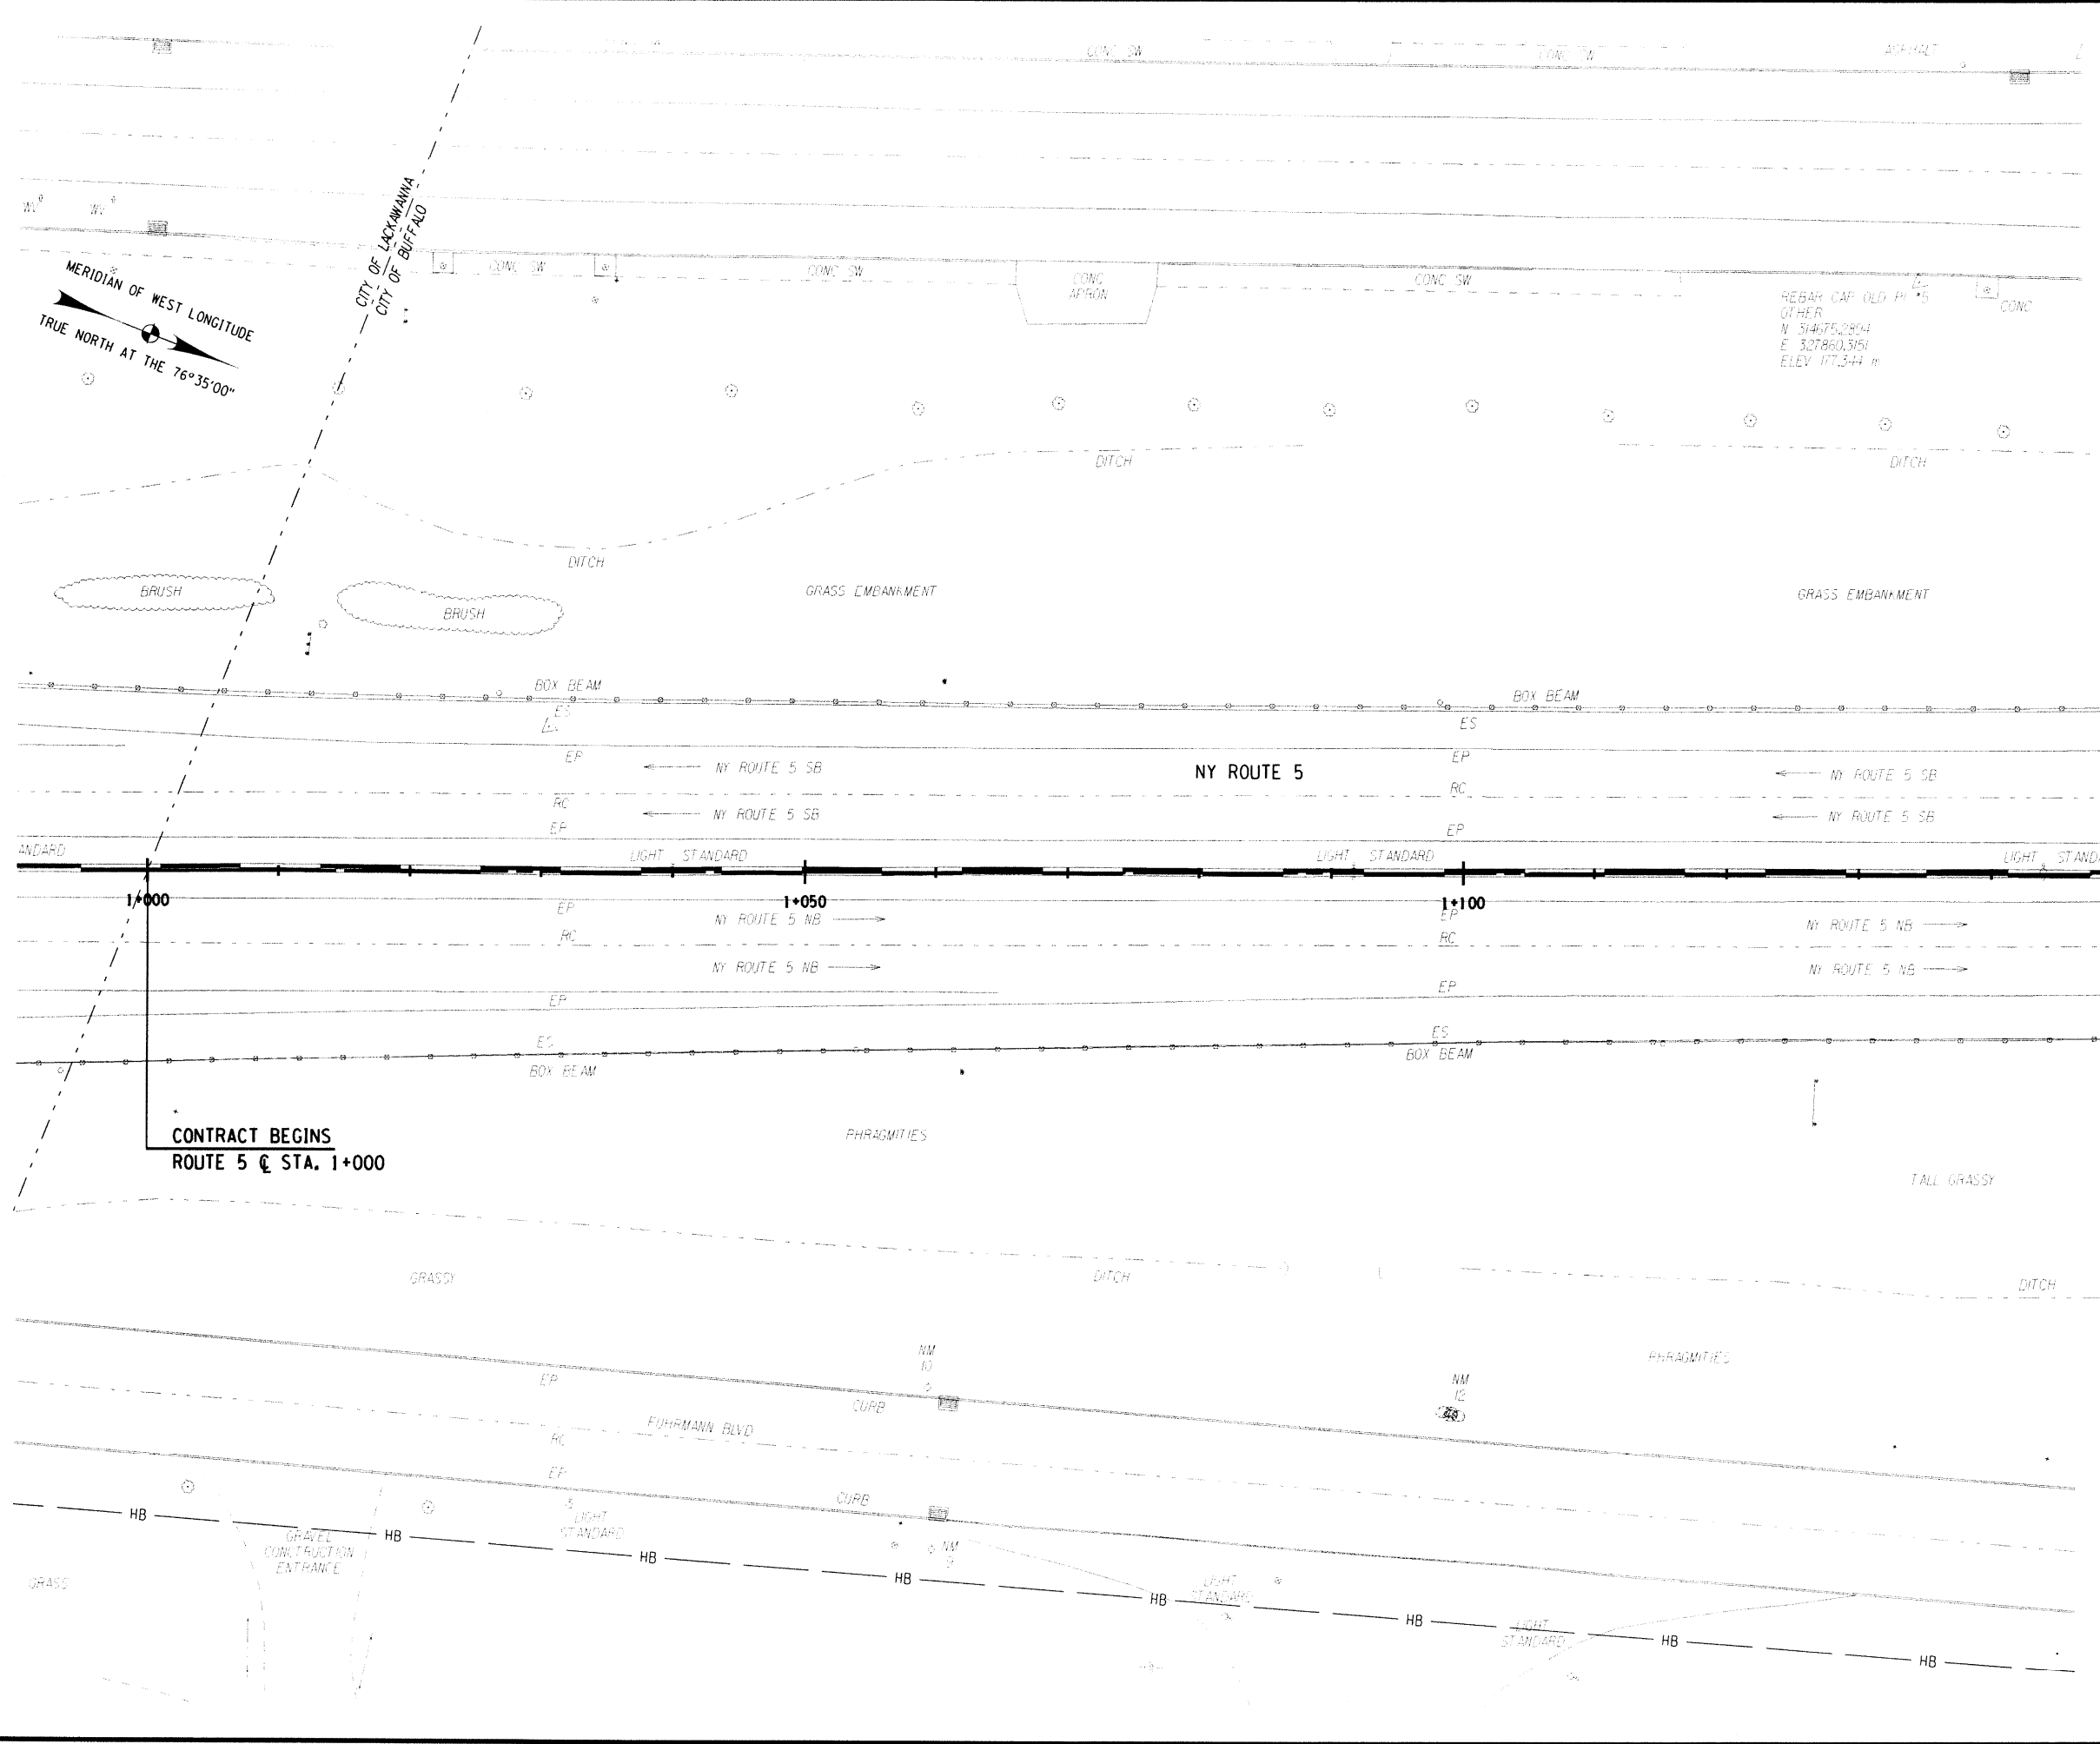 CONC SW
CONC SW
ASPHALT
WV
WV
CITY OF LACKAWANNA
CITY OF BUFFALO
MERIDIAN OF WEST LONGITUDE
TRUE NORTH AT THE 76°35'00"
CONC SW
CONC SW
CONC
APRON
CONC SW
REBAR CAP OLD PI #5
OTHER
N 314675.2894
E 327860.3151
ELEV 177.344 m
CONC
DITCH
DITCH
DITCH
BRUSH
BRUSH
GRASS EMBANKMENT
GRASS EMBANKMENT
BOX BEAM
BOX BEAM
ES
ES
EP
EP
NY ROUTE 5 SB
NY ROUTE 5
NY ROUTE 5 SB
RC
RC
NY ROUTE 5 SB
NY ROUTE 5 SB
EP
EP
ANDARD
LIGHT STANDARD
LIGHT STANDARD
LIGHT STAND
1+000
1+050
1+100
EP
EP
NY ROUTE 5 NB
NY ROUTE 5 NB
RC
RC
NY ROUTE 5 NB
NY ROUTE 5 NB
EP
EP
ES
ES
BOX BEAM
BOX BEAM
CONTRACT BEGINS
ROUTE 5 ℄ STA. 1+000
PHRAGMITIES
TALL GRASSY
GRASSY
DITCH
DITCH
NM
10
PHRAGMITIES
EP
NM
12
CURB
FUHRMANN BLVD
RC
EP
CURB
HB
GRAVEL
CONCTRUCTION
ENTRANCE
HB
LIGHT
STANDARD
HB
NM
9
HB
LIGHT
STANDARD
HB
HB
LIGHT
STANDARD
HB
HB
GRASS